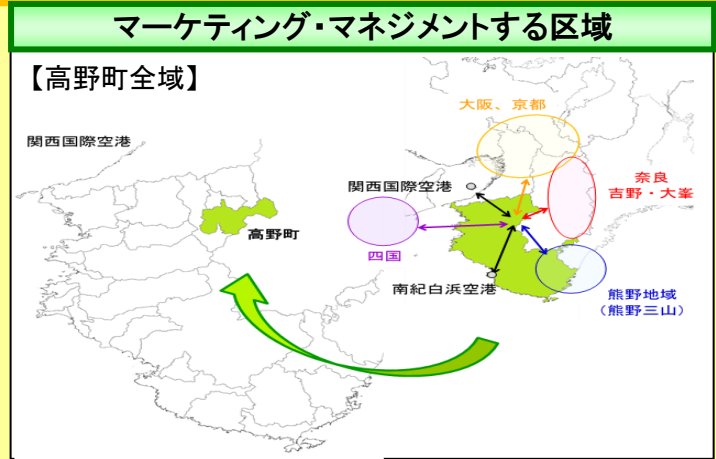 マーケティング・マネジメントする区域
【高野町全域】
関西国際空港
高野町
大阪、京都
関西国際空港
奈良
吉野・大峯
四国
南紀白浜空港
熊野地域
（熊野三山）